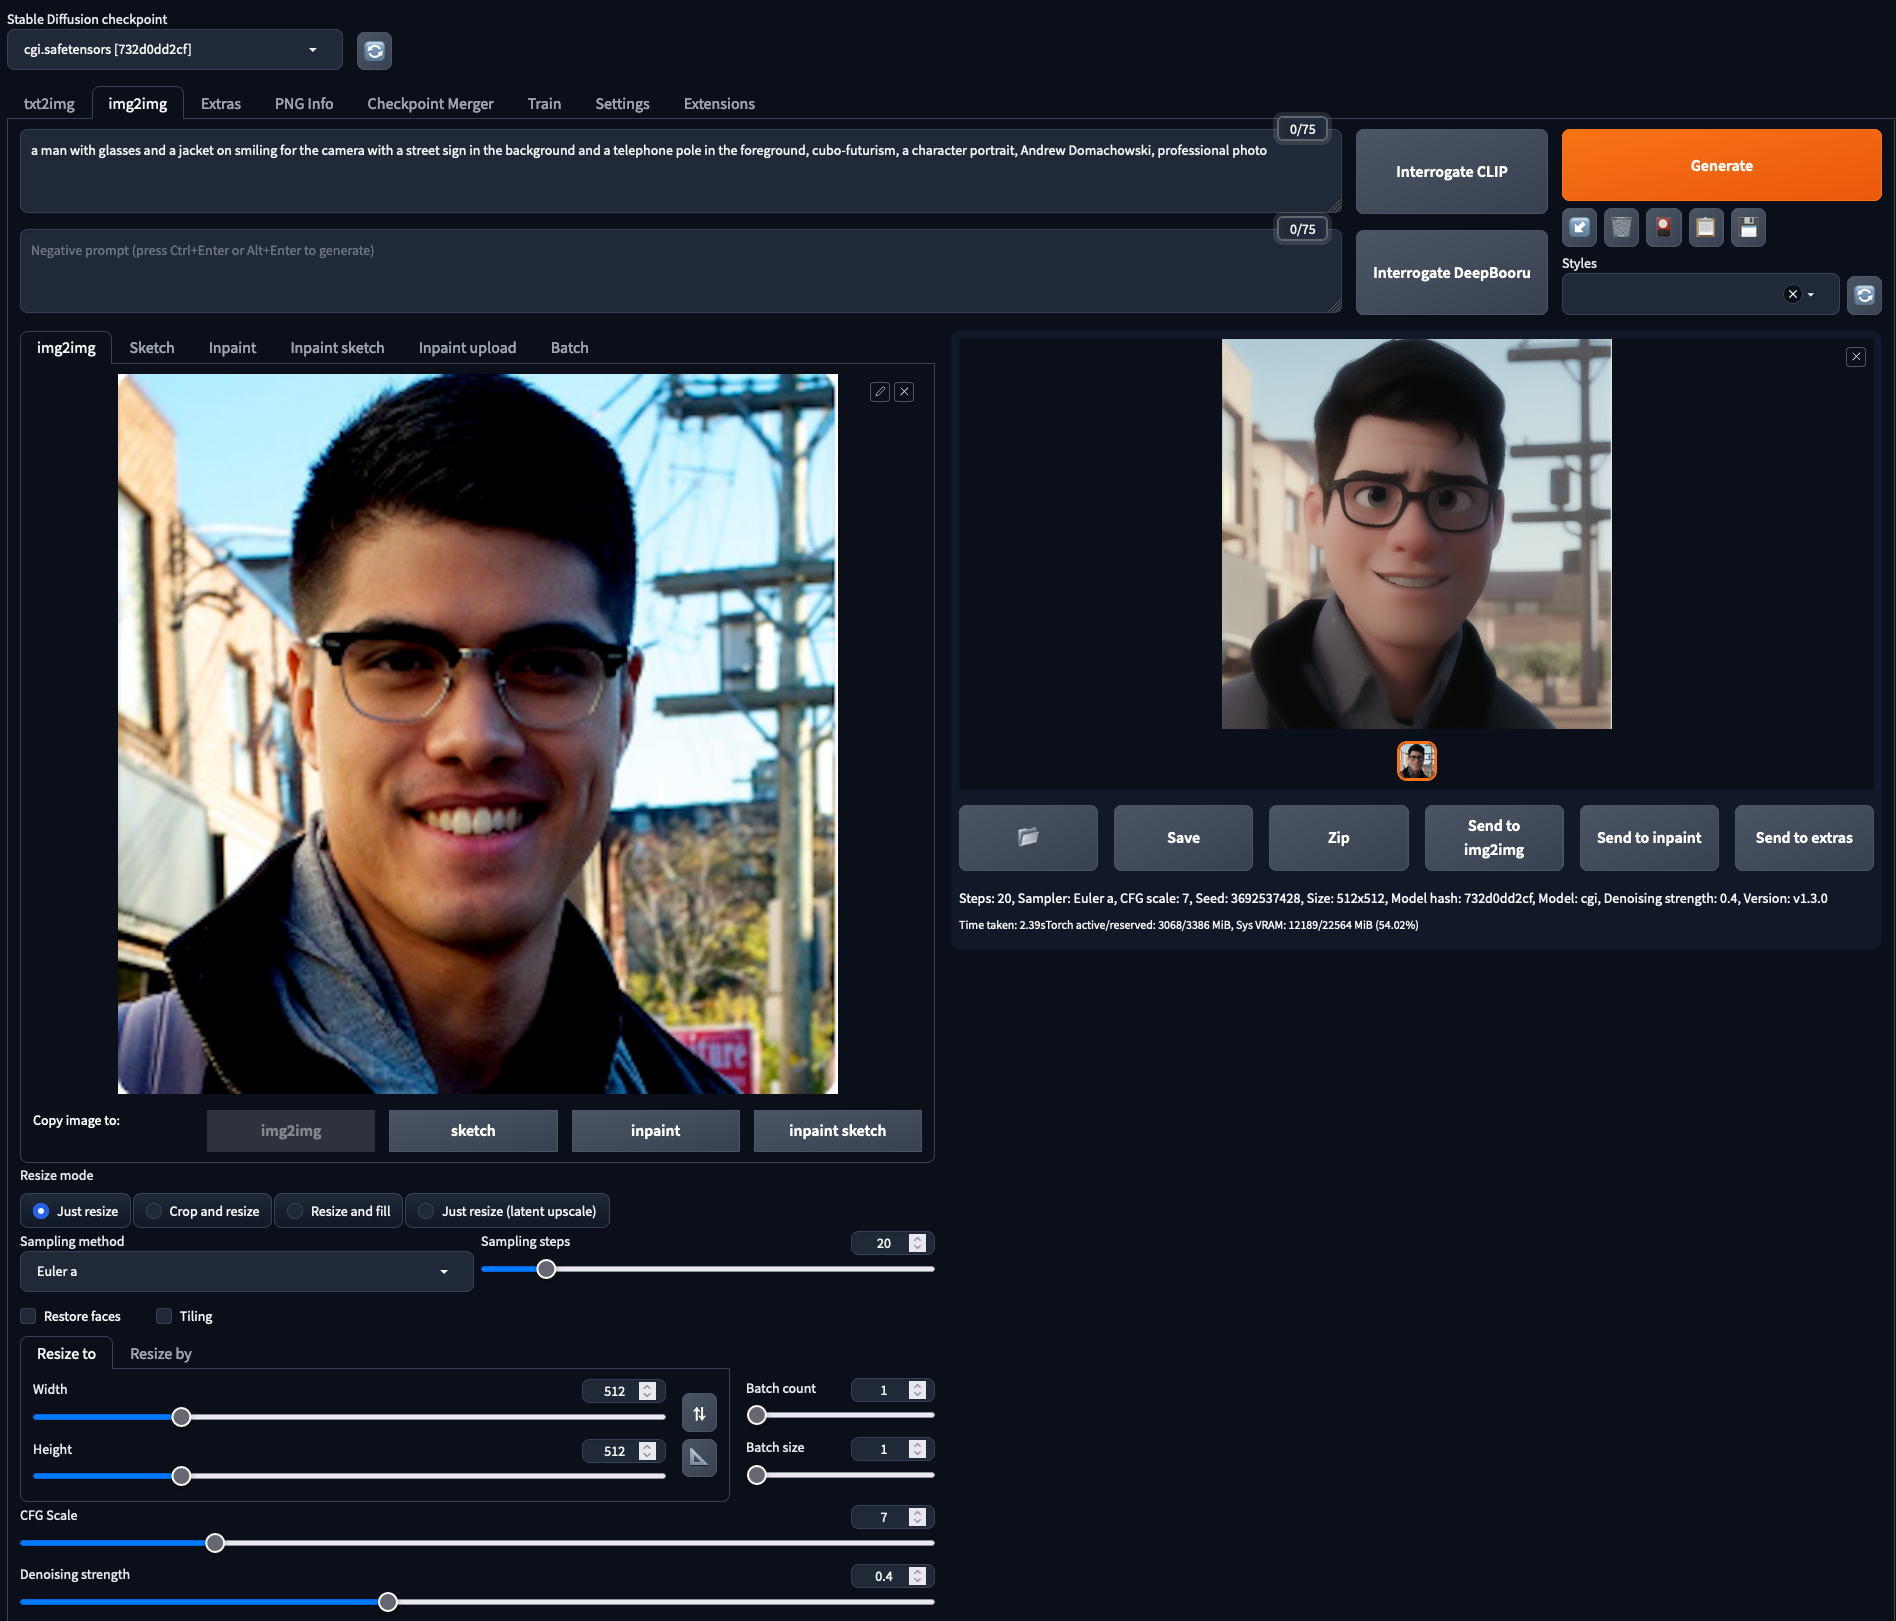 Stable Diffusion checkpoint
cgi.safetensors [732d0dd2cf]
txt2img img2img Extras PNG Info Checkpoint Merger Train Settings Extensions
0/75
a man with glasses and a jacket on smiling for the camera with a street sign in the background and a telephone pole in the foreground, cubo-futurism, a character portrait, Andrew Domachowski, professional photo
Interrogate CLIP
Generate
0/75
Negative prompt (press Ctrl+Enter or Alt+Enter to generate)
Interrogate DeepBooru
Styles
img2img Sketch Inpaint Inpaint sketch Inpaint upload Batch
Copy image to:
img2img sketch inpaint inpaint sketch
Resize mode
Just resize Crop and resize Resize and fill Just resize (latent upscale)
Sampling method
Euler a
Sampling steps
20
Restore faces Tiling
Resize to Resize by
Width
512
Height
512
Batch count
1
Batch size
1
CFG Scale
7
Denoising strength
0.4
Save
Zip
Send to
img2img
Send to inpaint
Send to extras
Steps: 20, Sampler: Euler a, CFG scale: 7, Seed: 3692537428, Size: 512x512, Model hash: 732d0dd2cf, Model: cgi, Denoising strength: 0.4, Version: v1.3.0
Time taken: 2.39sTorch active/reserved: 3068/3386 MiB, Sys VRAM: 12189/22564 MiB (54.02%)